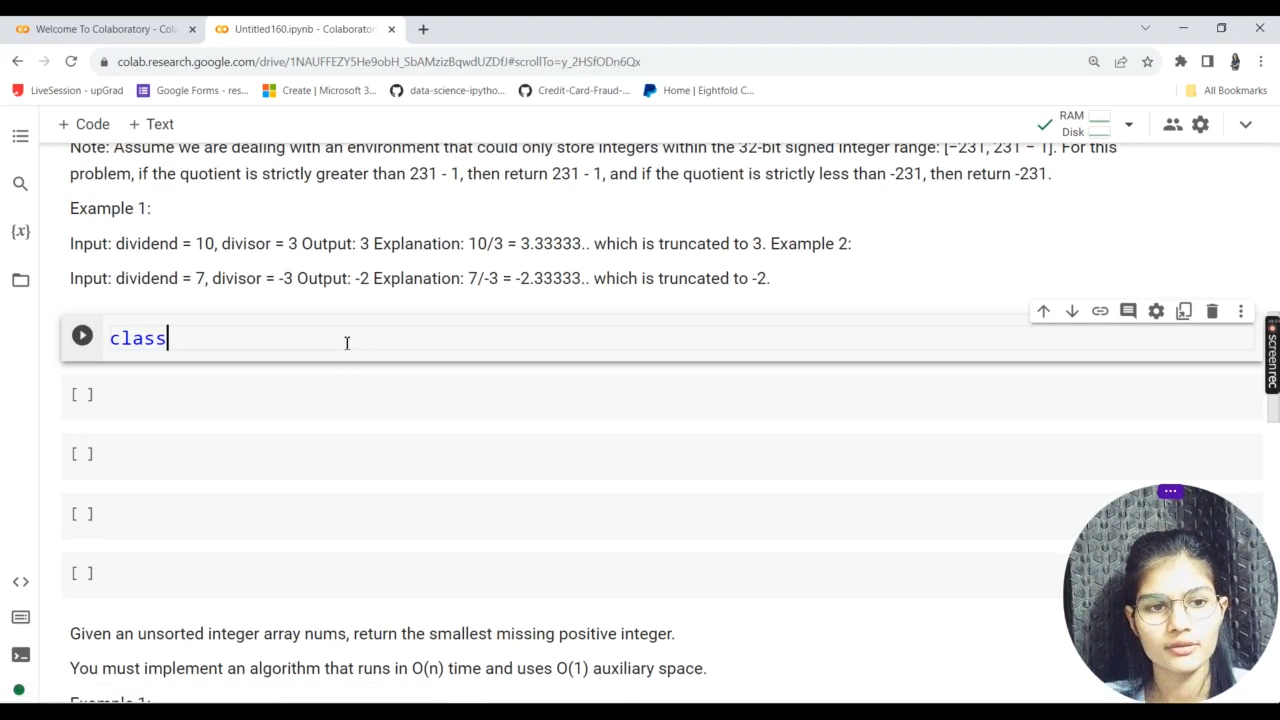 Welcome To Colaboratory - Col
Untitled160.ipynb - Colaborator
colab.research.google.com/drive/1NAUFFEZY5He9obH_SbAMzizBqwdUZDfJ#scrollTo=y_2HSfODn6Qx
LiveSession - upGrad
Google Forms - res...
Create | Microsoft 3...
data-science-ipytho...
Credit-Card-Fraud-...
Home | Eightfold C...
All Bookmarks
+ Code + Text
RAM
Disk
Note: Assume we are dealing with an environment that could only store integers within the 32-bit signed integer range: [−231, 231 − 1]. For this
problem, if the quotient is strictly greater than 231 - 1, then return 231 - 1, and if the quotient is strictly less than -231, then return -231.
Example 1:
Input: dividend = 10, divisor = 3 Output: 3 Explanation: 10/3 = 3.33333.. which is truncated to 3. Example 2:
Input: dividend = 7, divisor = -3 Output: -2 Explanation: 7/-3 = -2.33333.. which is truncated to -2.
class
[ ]
[ ]
[ ]
[ ]
Given an unsorted integer array nums, return the smallest missing positive integer.
You must implement an algorithm that runs in O(n) time and uses O(1) auxiliary space.
Example 1:
screenrec